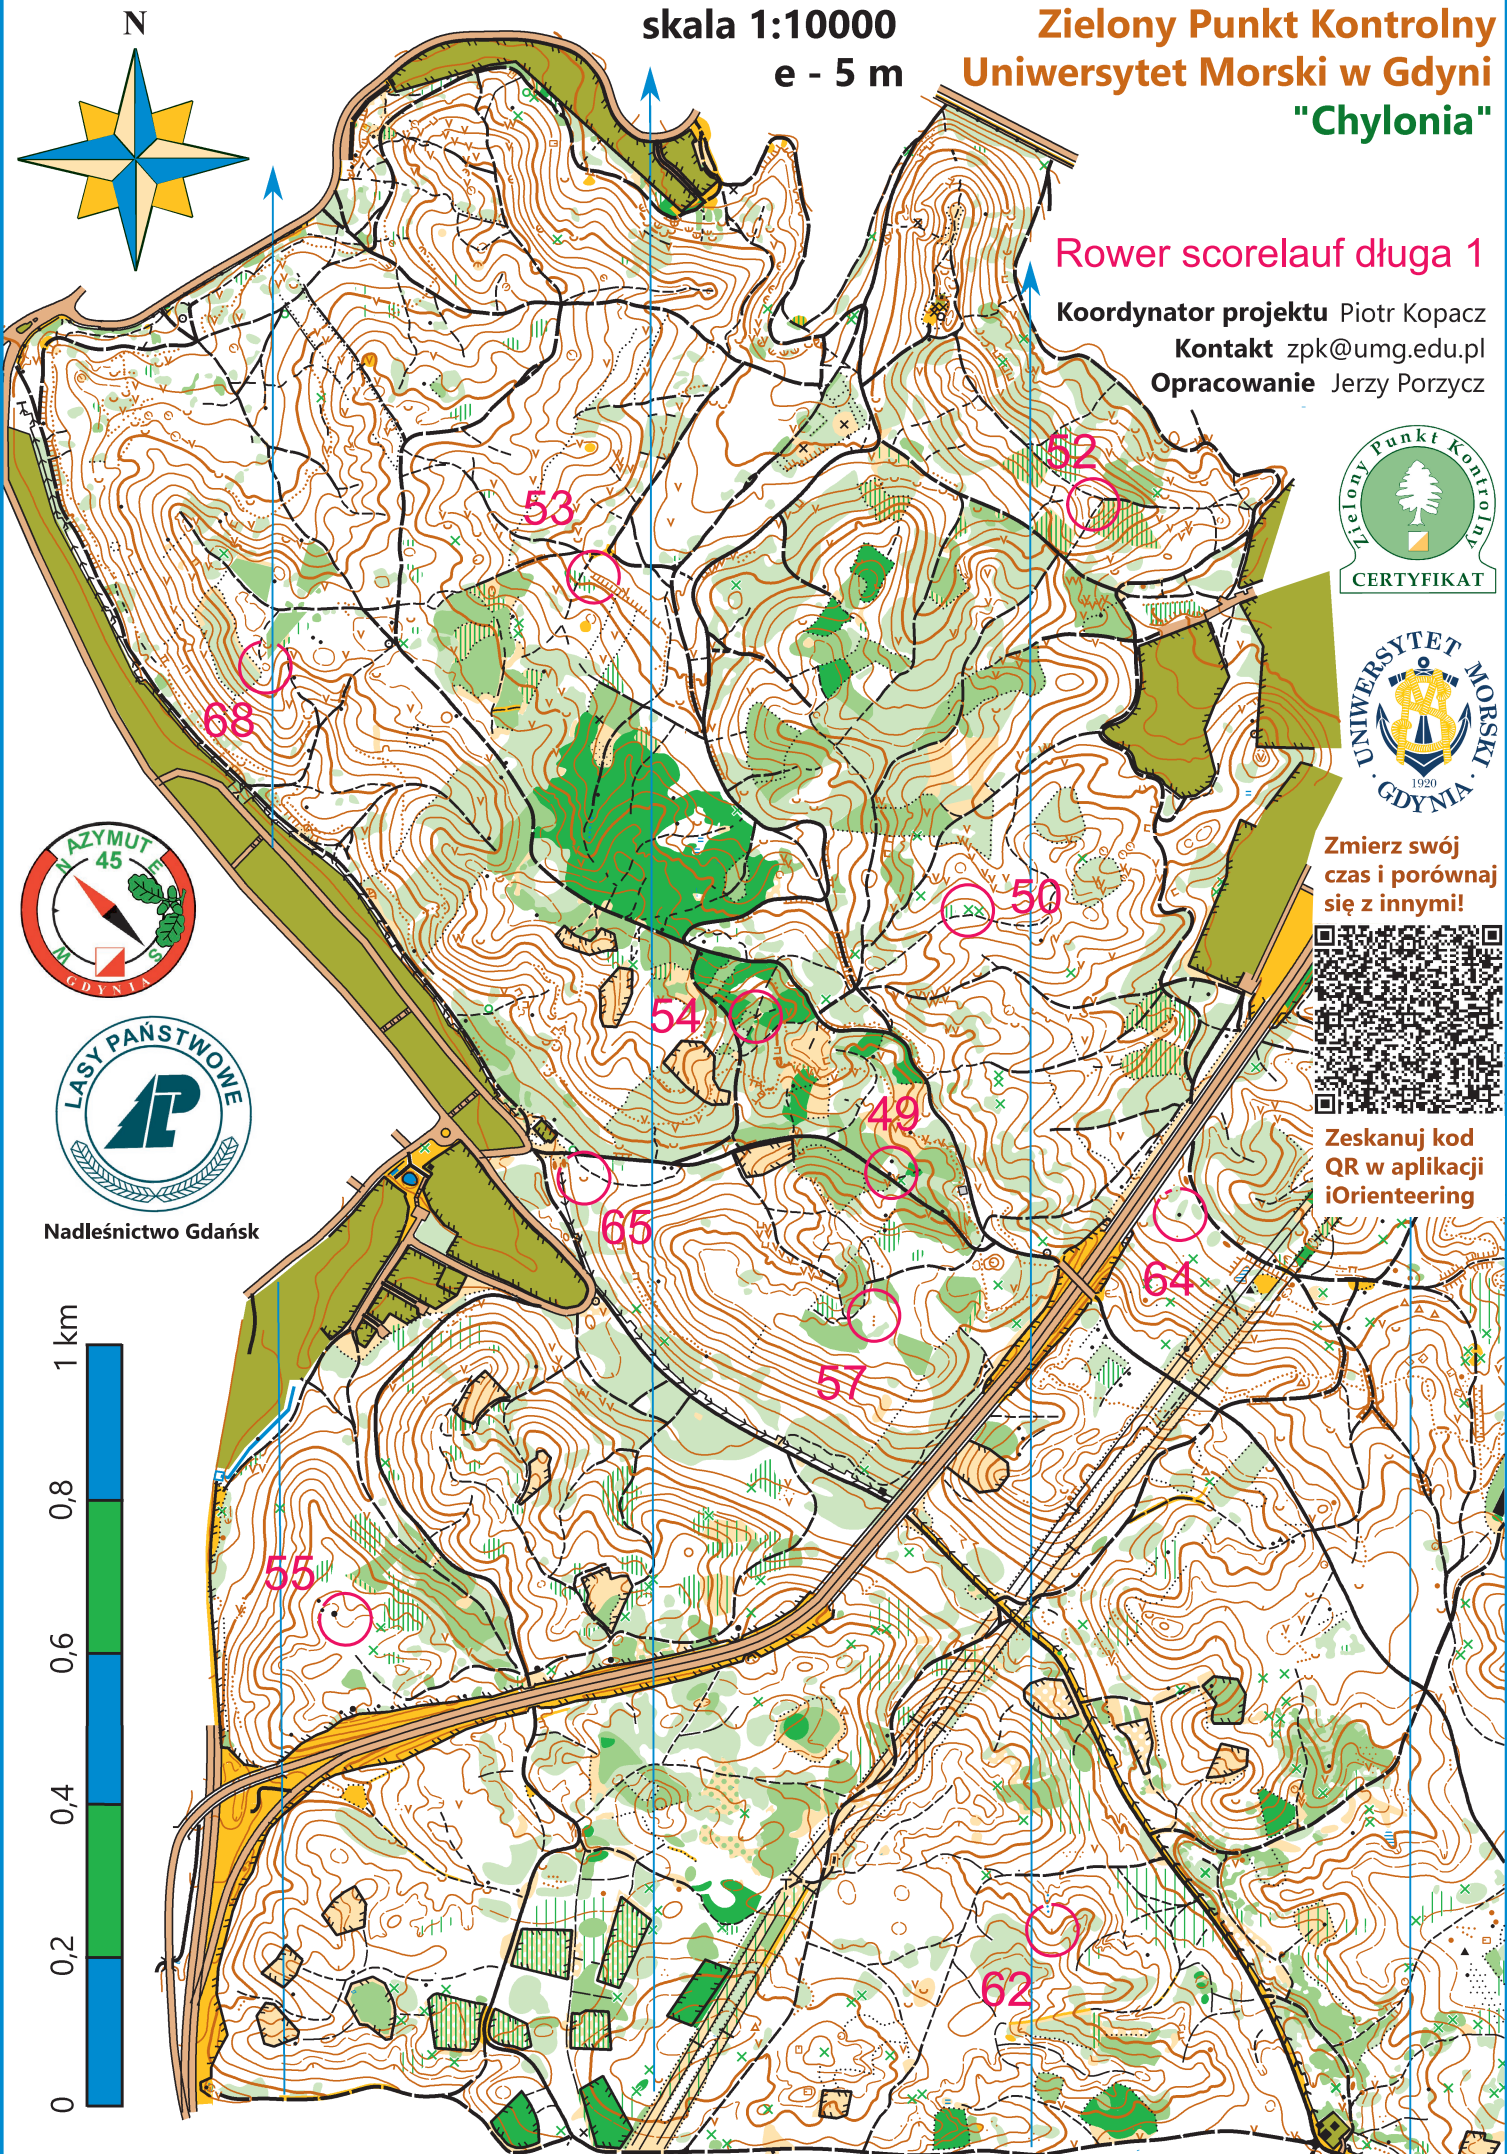 N
skala 1:10000
e - 5 m
Zielony Punkt Kontrolny
Uniwersytet Morski w Gdyni
"Chylonia"
Rower scorelauf długa 1
Koordynator projektu Piotr Kopacz
Kontakt zpk@umg.edu.pl
Opracowanie Jerzy Porzycz
Zielony Punkt Kontrolny
CERTYFIKAT
UNIWERSYTET MORSKI
1920
· GDYNIA ·
52
53
68
AZYMUT
45
N E
W S
GDYNIA
50
Zmierz swój
czas i porównaj
się z innymi!
54
LASY PAŃSTWOWE
LP
49
Zeskanuj kod
QR w aplikacji
iOrienteering
65
Nadleśnictwo Gdańsk
64
57
55
62
1 km
0,8
0,6
0,4
0,2
0